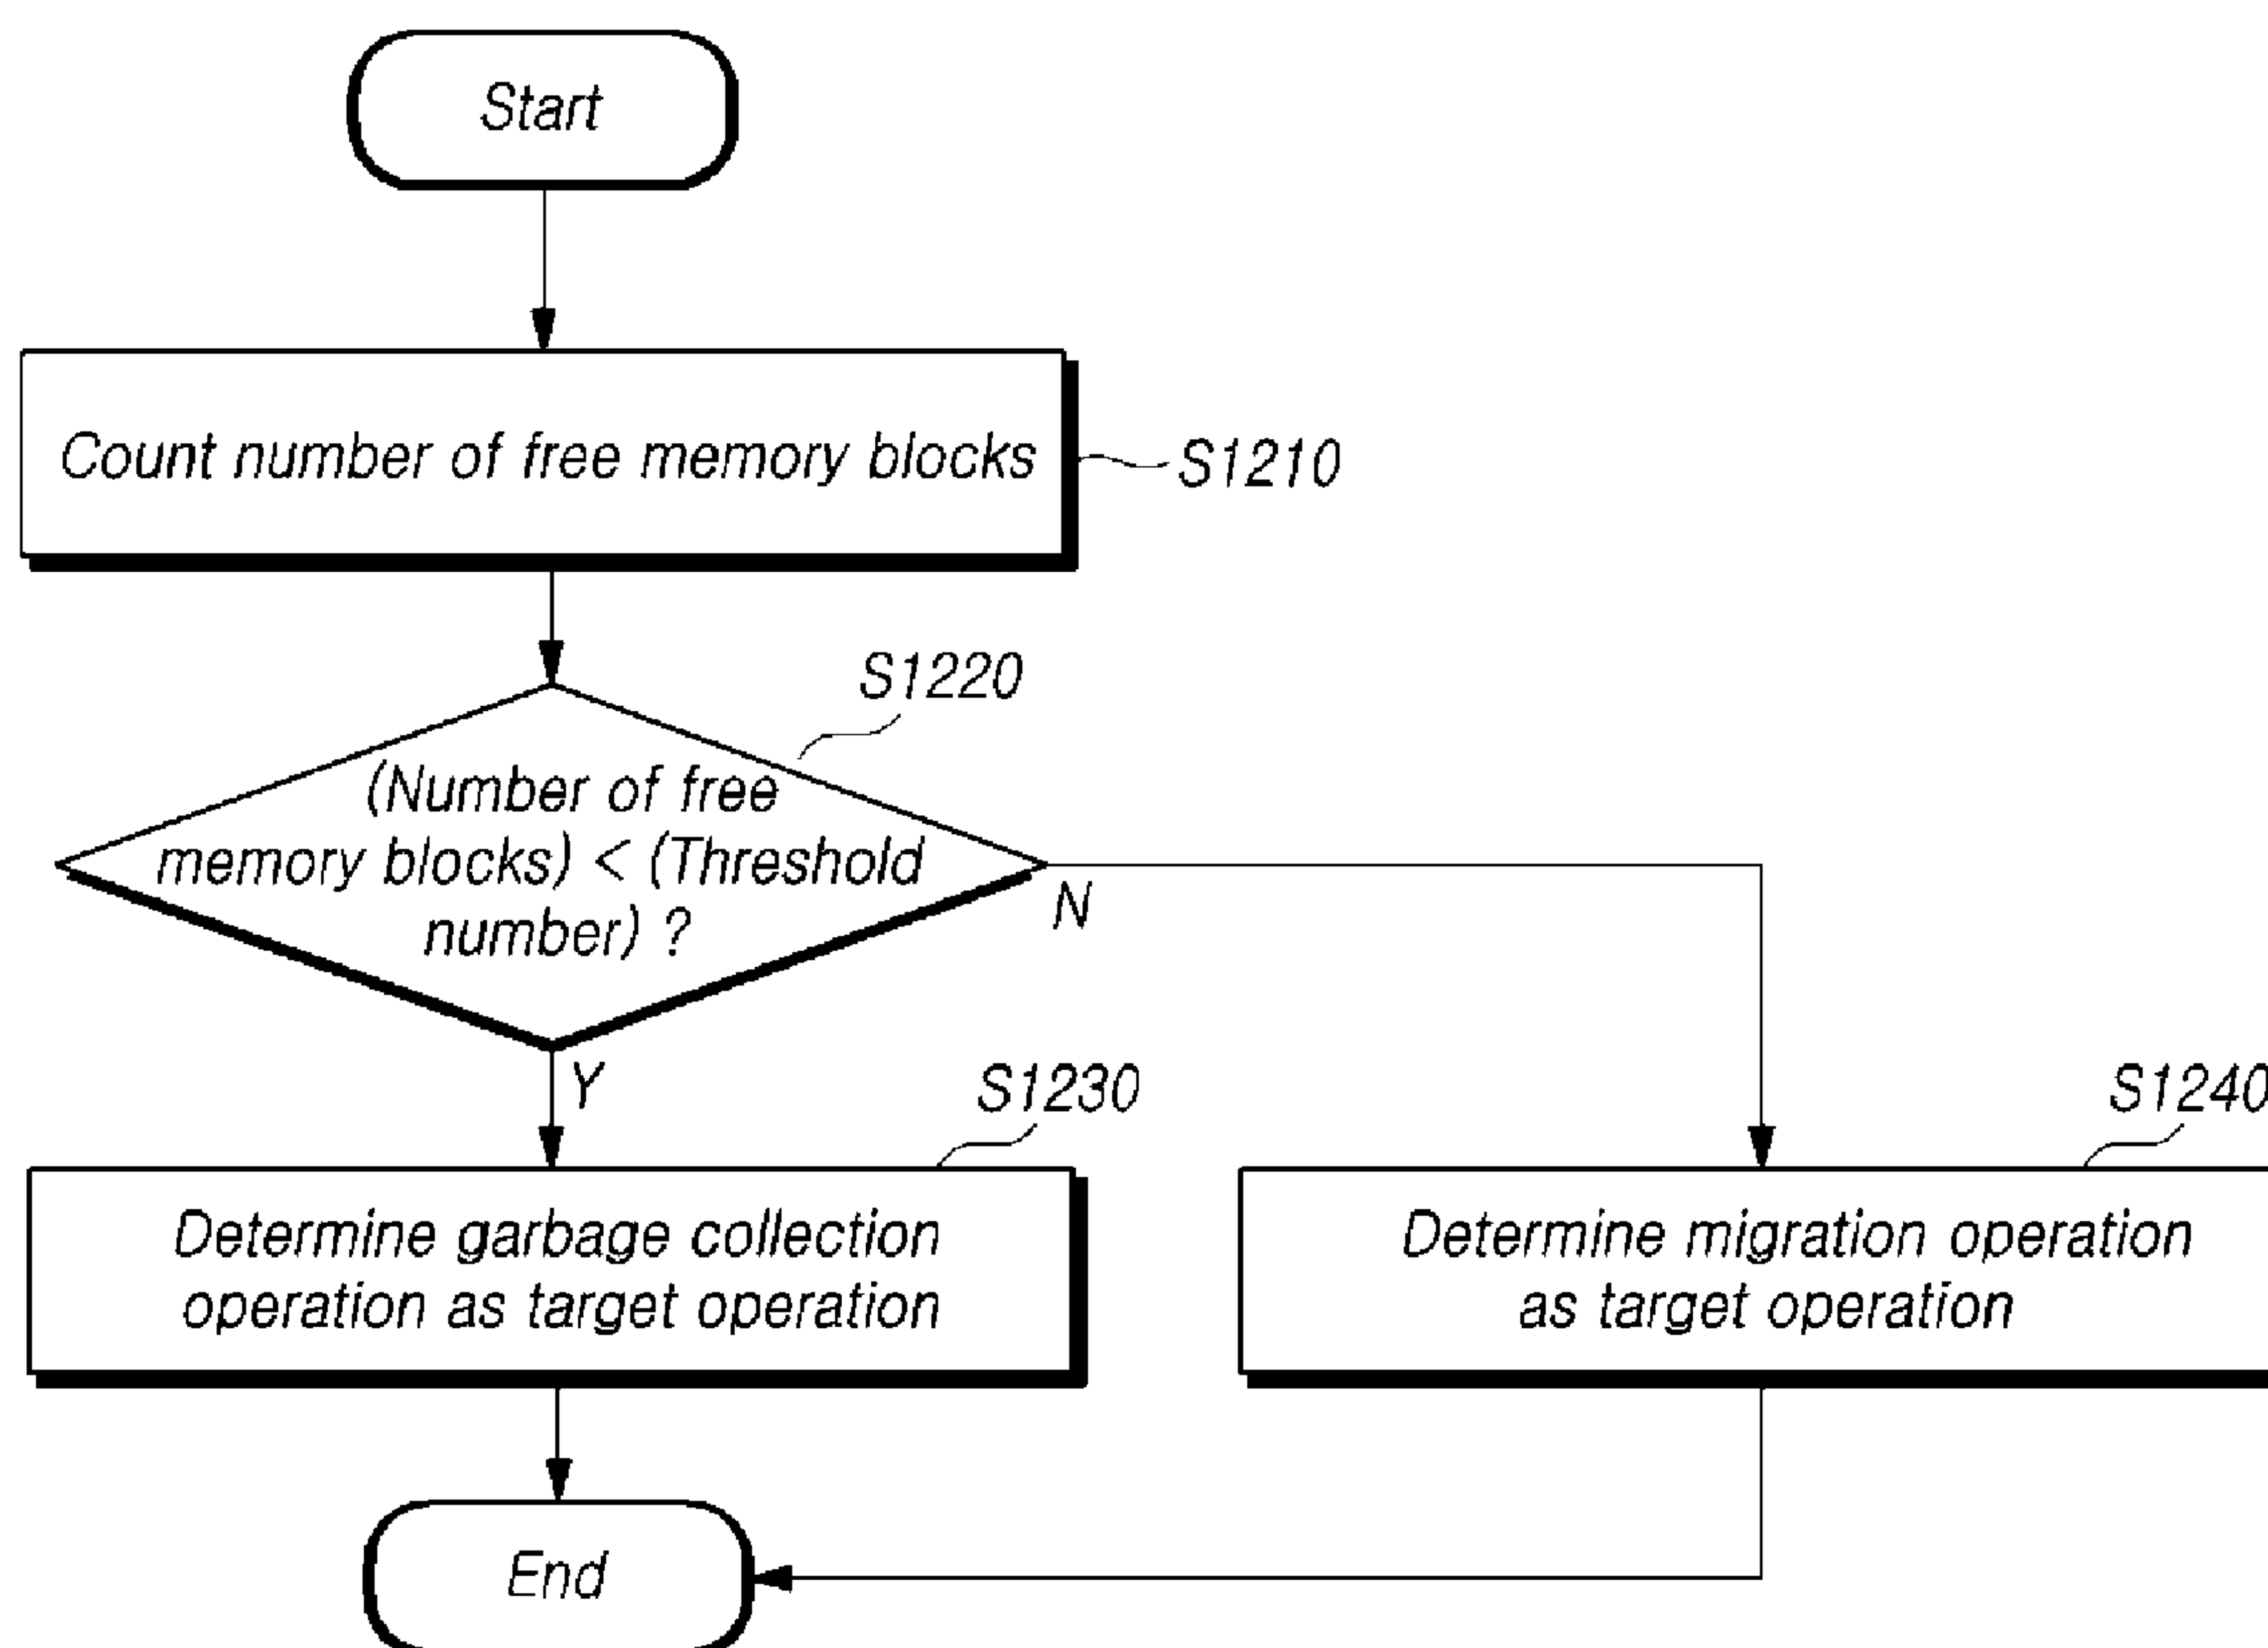 Start
Count number of free memory blocks
S1210
S1220
(Number of free
memory blocks) < (Threshold
number) ?
N
Y
S1230
S1240
Determine garbage collection
operation as target operation
Determine migration operation
as target operation
End